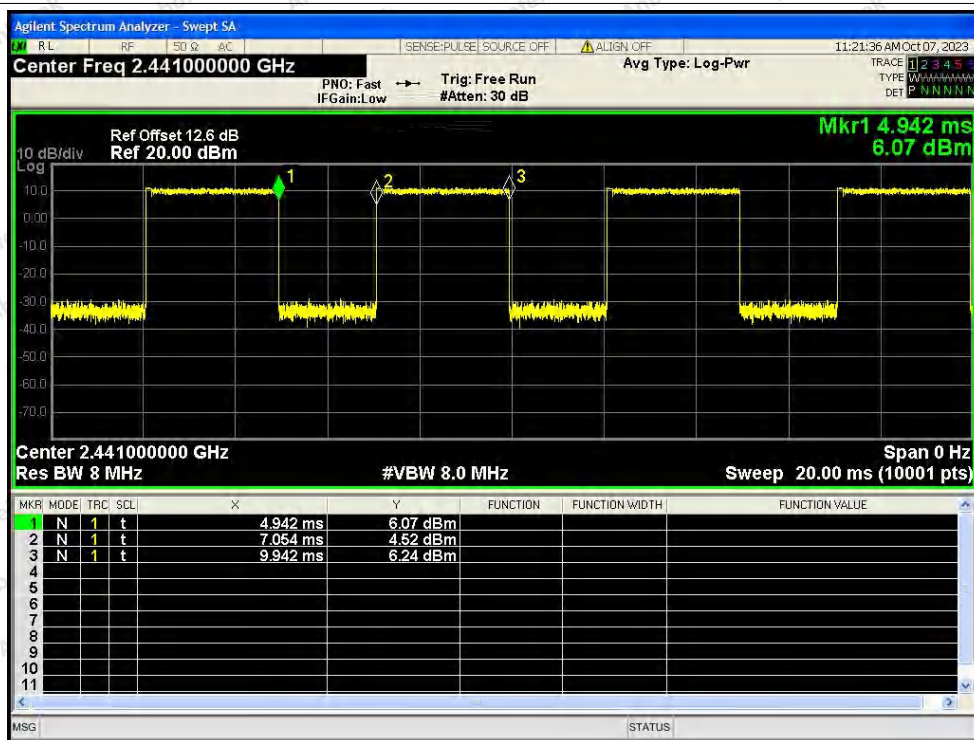 Agilent Spectrum Analyzer - Swept SA
LXI RL RF 50 Ω AC SENSE:PULSE SOURCE OFF ALIGN OFF 11:21:36 AM Oct 07, 2023
Center Freq 2.441000000 GHz
PNO: Fast
IFGain:Low
Trig: Free Run
#Atten: 30 dB
Avg Type: Log-Pwr
TRACE 1 2 3 4 5 6
TYPE W
DET P N N N N N
Ref Offset 12.6 dB
10 dB/div Ref 20.00 dBm
Log
Mkr1 4.942 ms
6.07 dBm
10.0
0.00
-10.0
-20.0
-30.0
-40.0
-50.0
-60.0
-70.0
1
2
3
Center 2.441000000 GHz Span 0 Hz
Res BW 8 MHz #VBW 8.0 MHz Sweep 20.00 ms (10001 pts)
MKR MODE TRC SCL X Y FUNCTION FUNCTION WIDTH FUNCTION VALUE
1 N 1 t 4.942 ms 6.07 dBm
2 N 1 t 7.054 ms 4.52 dBm
3 N 1 t 9.942 ms 6.24 dBm
4
5
6
7
8
9
10
11
MSG STATUS